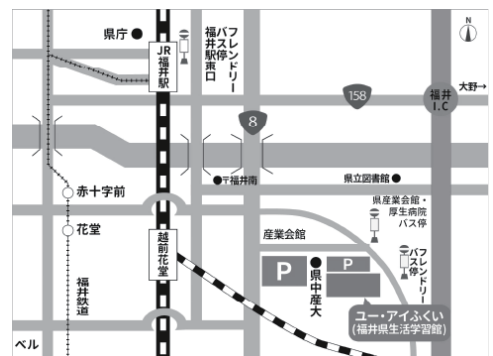 N
県庁
JR
福井駅
フレンドリー
バス停
福井駅東口
大野→
158
福井
I.C
8
〒福井南
県立図書館
赤十字前
県産業会館・
厚生病院
バス停
花堂
産業会館
越前花堂
フレンドリー
バス停
P
P
県中産大
福井鉄道
ユー・アイふくい
(福井県生活学習館)
ベル